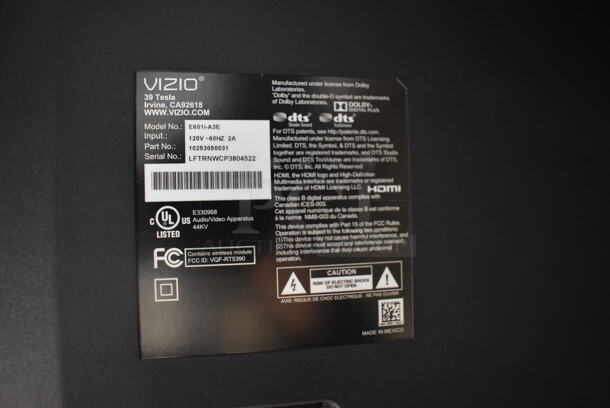 VIZIO®
39 Tesla
Irvine, CA92618
WWW.VIZIO.COM
Model No.: E601i-A3E
Input.: 120V ~60HZ 2A
Part No.: 10253050031
Serial No.: LFTRNWCP3804522
C UL US
LISTED
E330968
Audio/Video Apparatus
44KV
FC
Contains wireless module
FCC ID: VQF-RT5390
Manufactured under license from Dolby
Laboratories.
"Dolby" and the double-D symbol are trademarks
of Dolby Laboratories.
DOLBY
DIGITAL PLUS
dts
Studio Sound
dts
TruVolume
For DTS patents, see http://patents.dts.com.
Manufactured under license from DTS Licensing
Limited. DTS, the Symbol, & DTS and the Symbol
together are registered trademarks, and DTS Studio
Sound and DTS TruVolume are trademarks of DTS,
Inc. © DTS, Inc. All Rights Reserved.
HDMI, the HDMI logo and High-Definition
Multimedia Interface are trademarks or registered
trademarks of HDMI Licensing LLC.
HDMI
This class B digital apparatus complies with
Canadian ICES-003.
Cet appareil numérique de la classe B est conforme
à la norme NMB-003 du Canada.
This device complies with Part 15 of the FCC Rules.
Operation is subject to the following two conditions:
(1)This device may not cause harmful interference, and
(2)This device must accept any interference received,
including interference that may cause undesired
operation.
CAUTION
RISK OF ELECTRIC SHOCK
DO NOT OPEN
AVIS: RISQUE DE CHOC ELECTRIQUE - NE PAS OUVRIR
MADE IN MEXICO